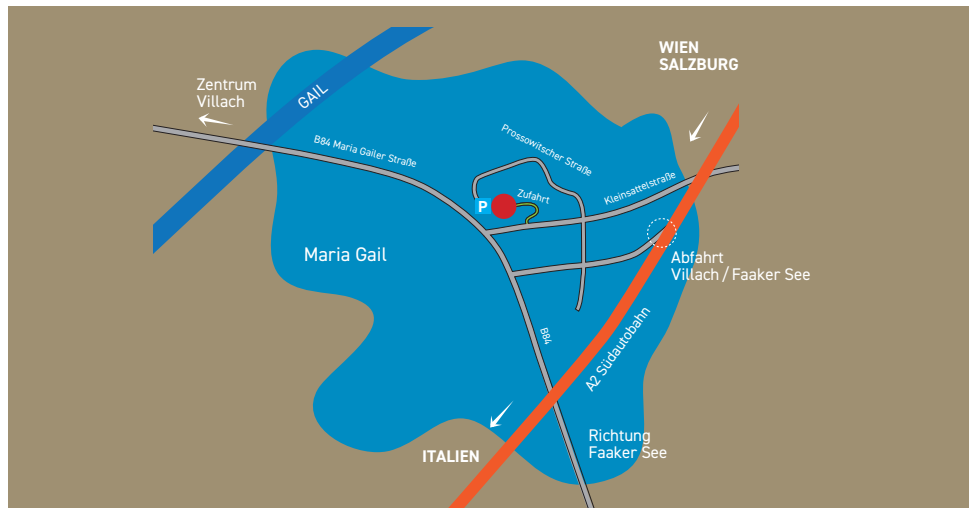 WIEN
SALZBURG
Zentrum
Villach
GAIL
B84 Maria Gailer Straße
Prossowitscher Straße
Zufahrt
Kleinsattelstraße
P
Maria Gail
Abfahrt
Villach / Faaker See
B84
A2 Südautobahn
Richtung
Faaker See
ITALIEN